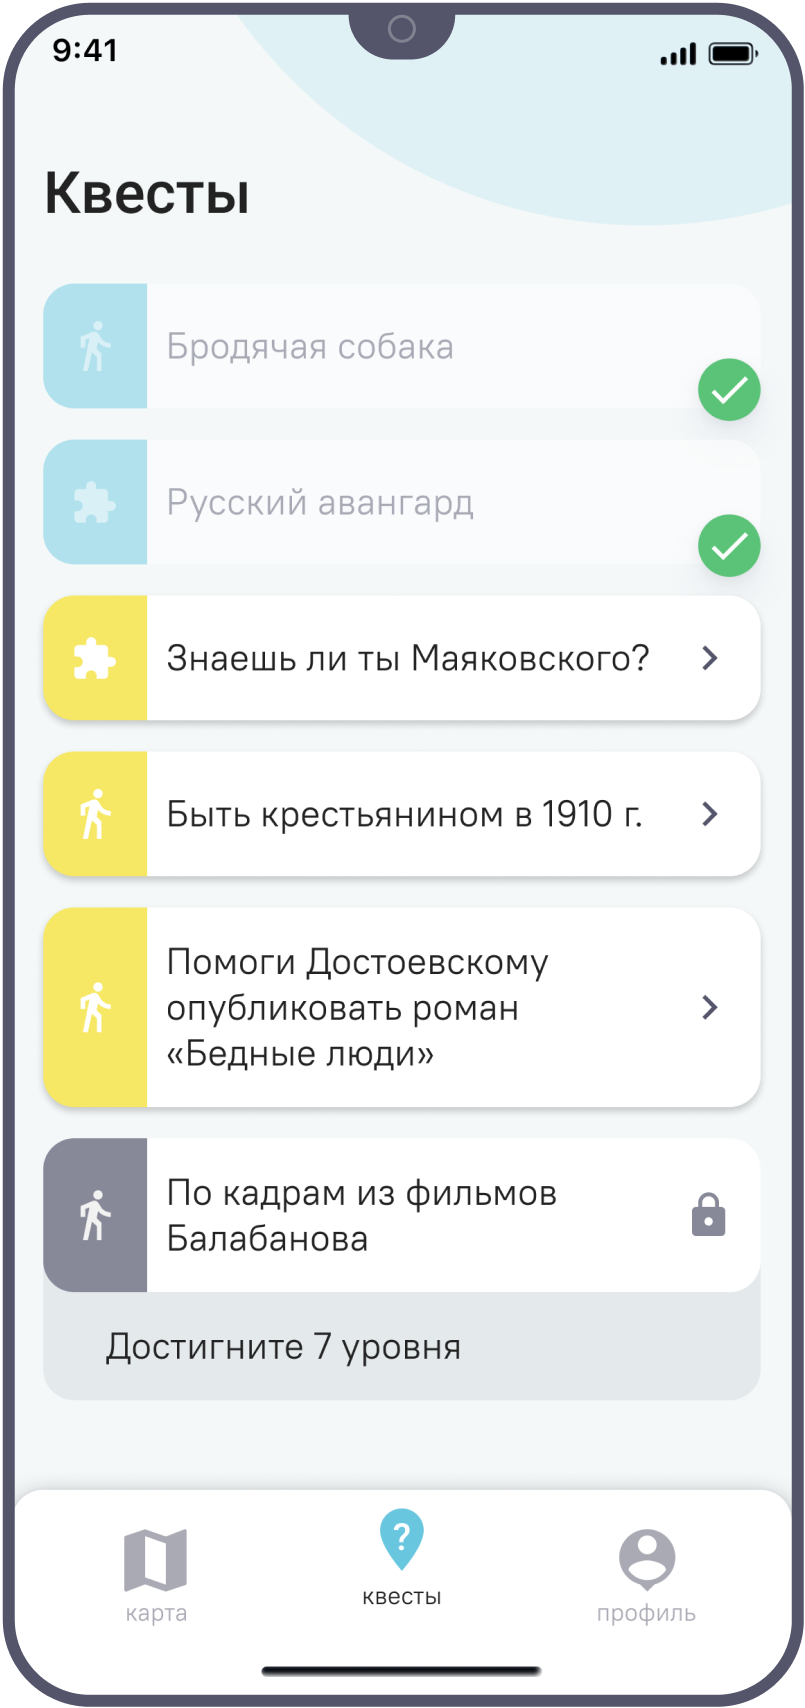 9:41
Квесты
Бродячая собака
Русский авангард
Знаешь ли ты Маяковского?
Быть крестьянином в 1910 г.
Помоги Достоевскому
опубликовать роман
«Бедные люди»
По кадрам из фильмов
Балабанова
Достигните 7 уровня
?
карта
квесты
профиль